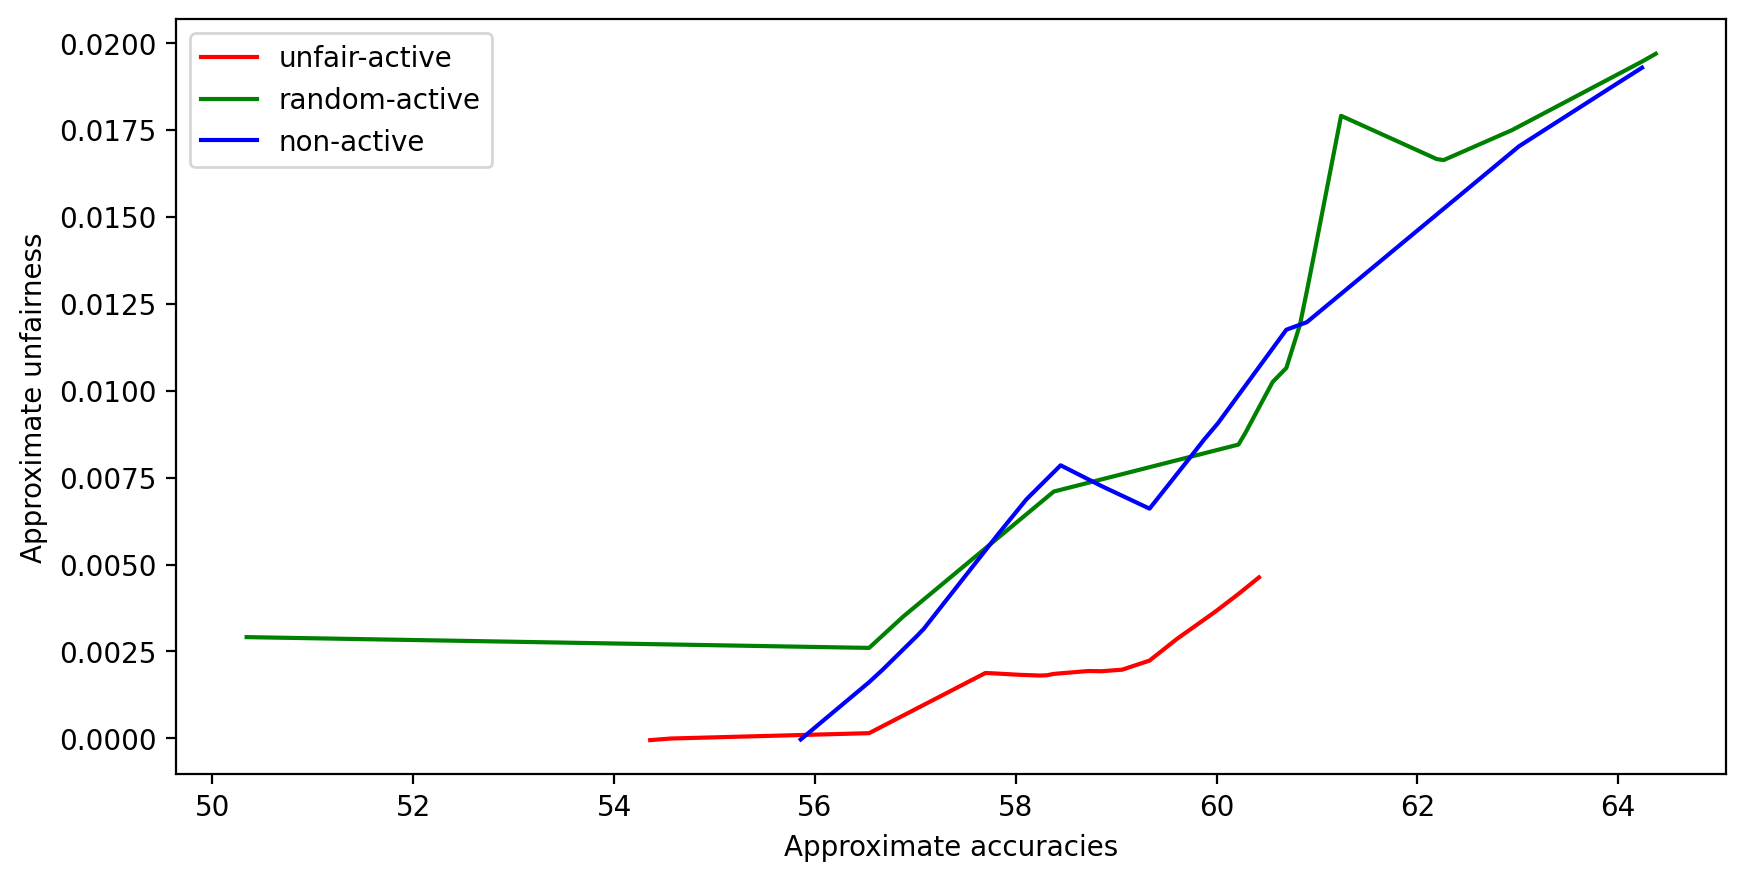 0.0200
0.0175
0.0150
0.0125
0.0100
0.0075
0.0050
0.0025
0.0000
Approximate unfairness
unfair-active
random-active
non-active
50 52 54 56 58 60 62 64
Approximate accuracies